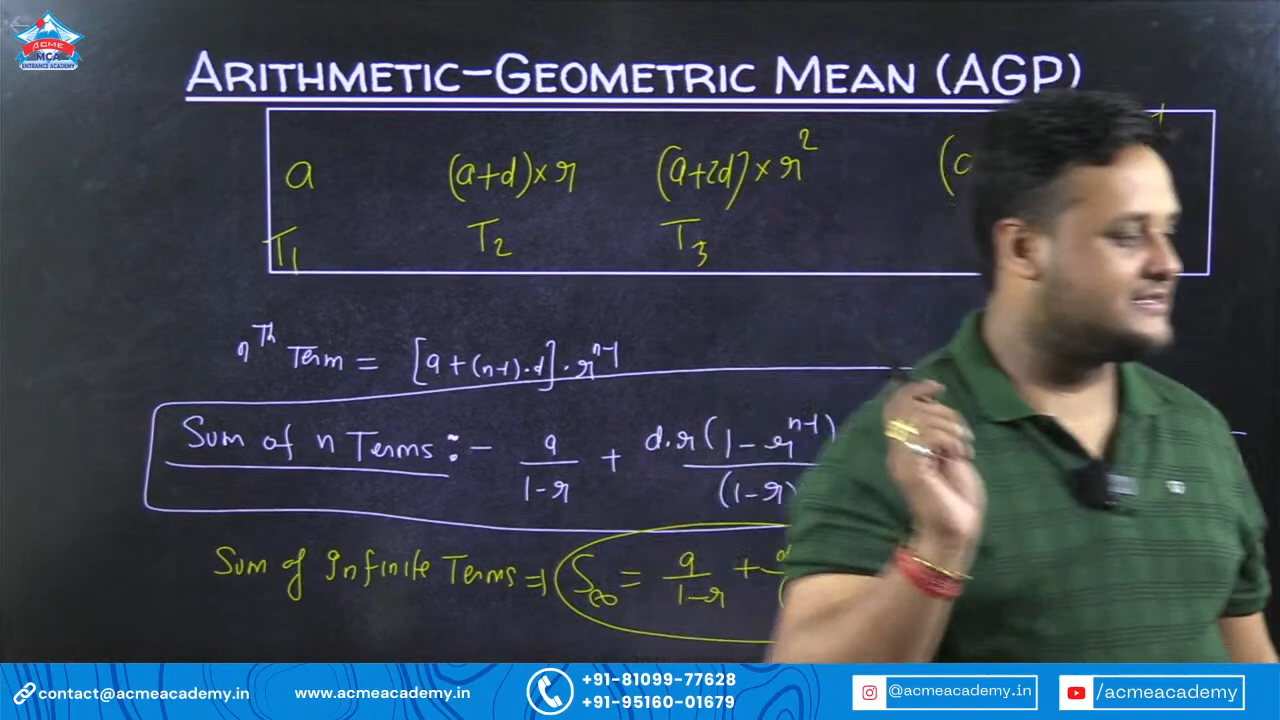 ACME
MCA
ENTRANCE ACADEMY
ARITHMETIC-GEOMETRIC MEAN (AGP)
a (a+d)×r (a+2d)×r² (a
T₁ T₂ T₃
nTh Term = [a+(n-1).d].r^(n-1)
Sum of n Terms :- a/(1-r) + d.r(1-r^(n-1))/(1-r)
Sum of Infinite Terms ⇒ S∞ = a/(1-r) +
contact@acmeacademy.in
www.acmeacademy.in
+91-81099-77628
+91-95160-01679
@acmeacademy.in
/acmeacademy